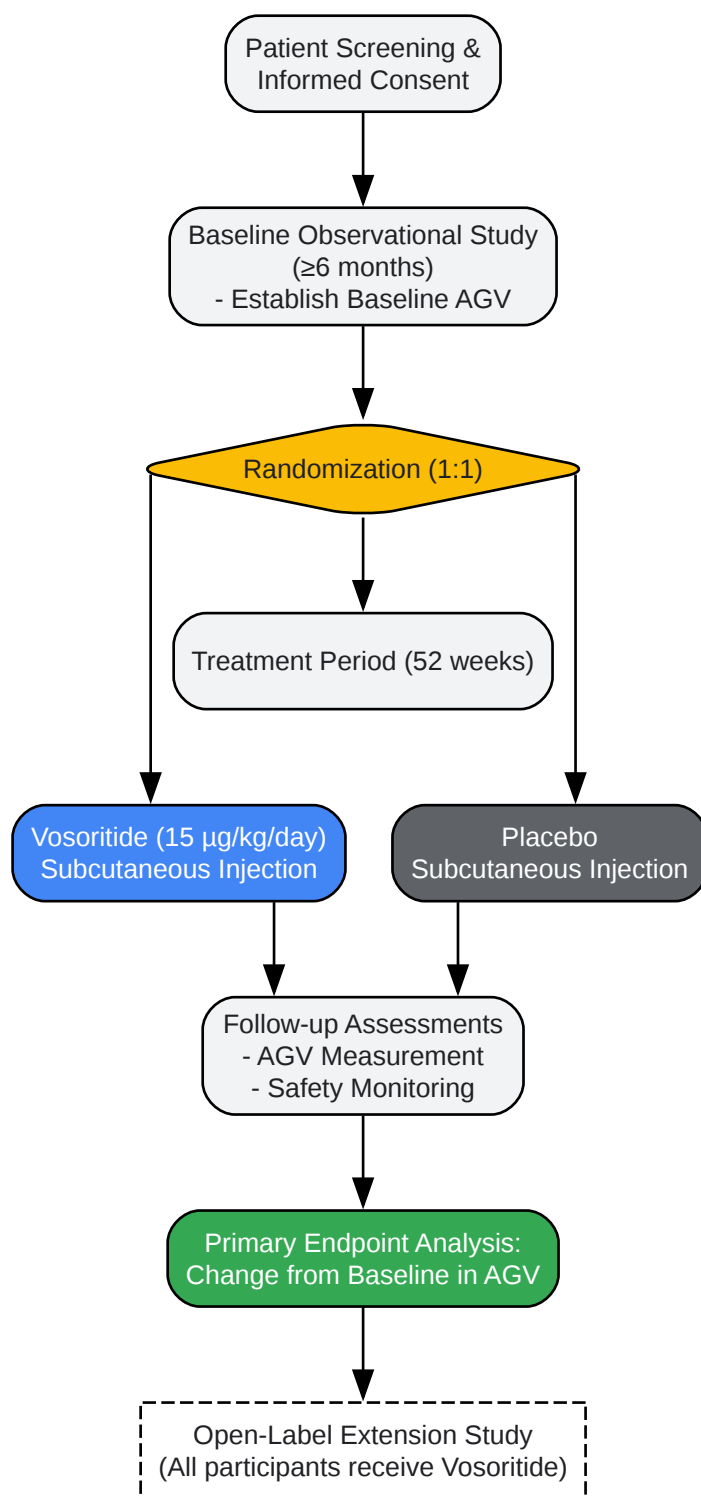 Patient Screening &
Informed Consent
Baseline Observational Study
(≥6 months)
- Establish Baseline AGV
Randomization (1:1)
Treatment Period (52 weeks)
Vosoritide (15 µg/kg/day)
Subcutaneous Injection
Placebo
Subcutaneous Injection
Follow-up Assessments
- AGV Measurement
- Safety Monitoring
Primary Endpoint Analysis:
Change from Baseline in AGV
Open-Label Extension Study
(All participants receive Vosoritide)